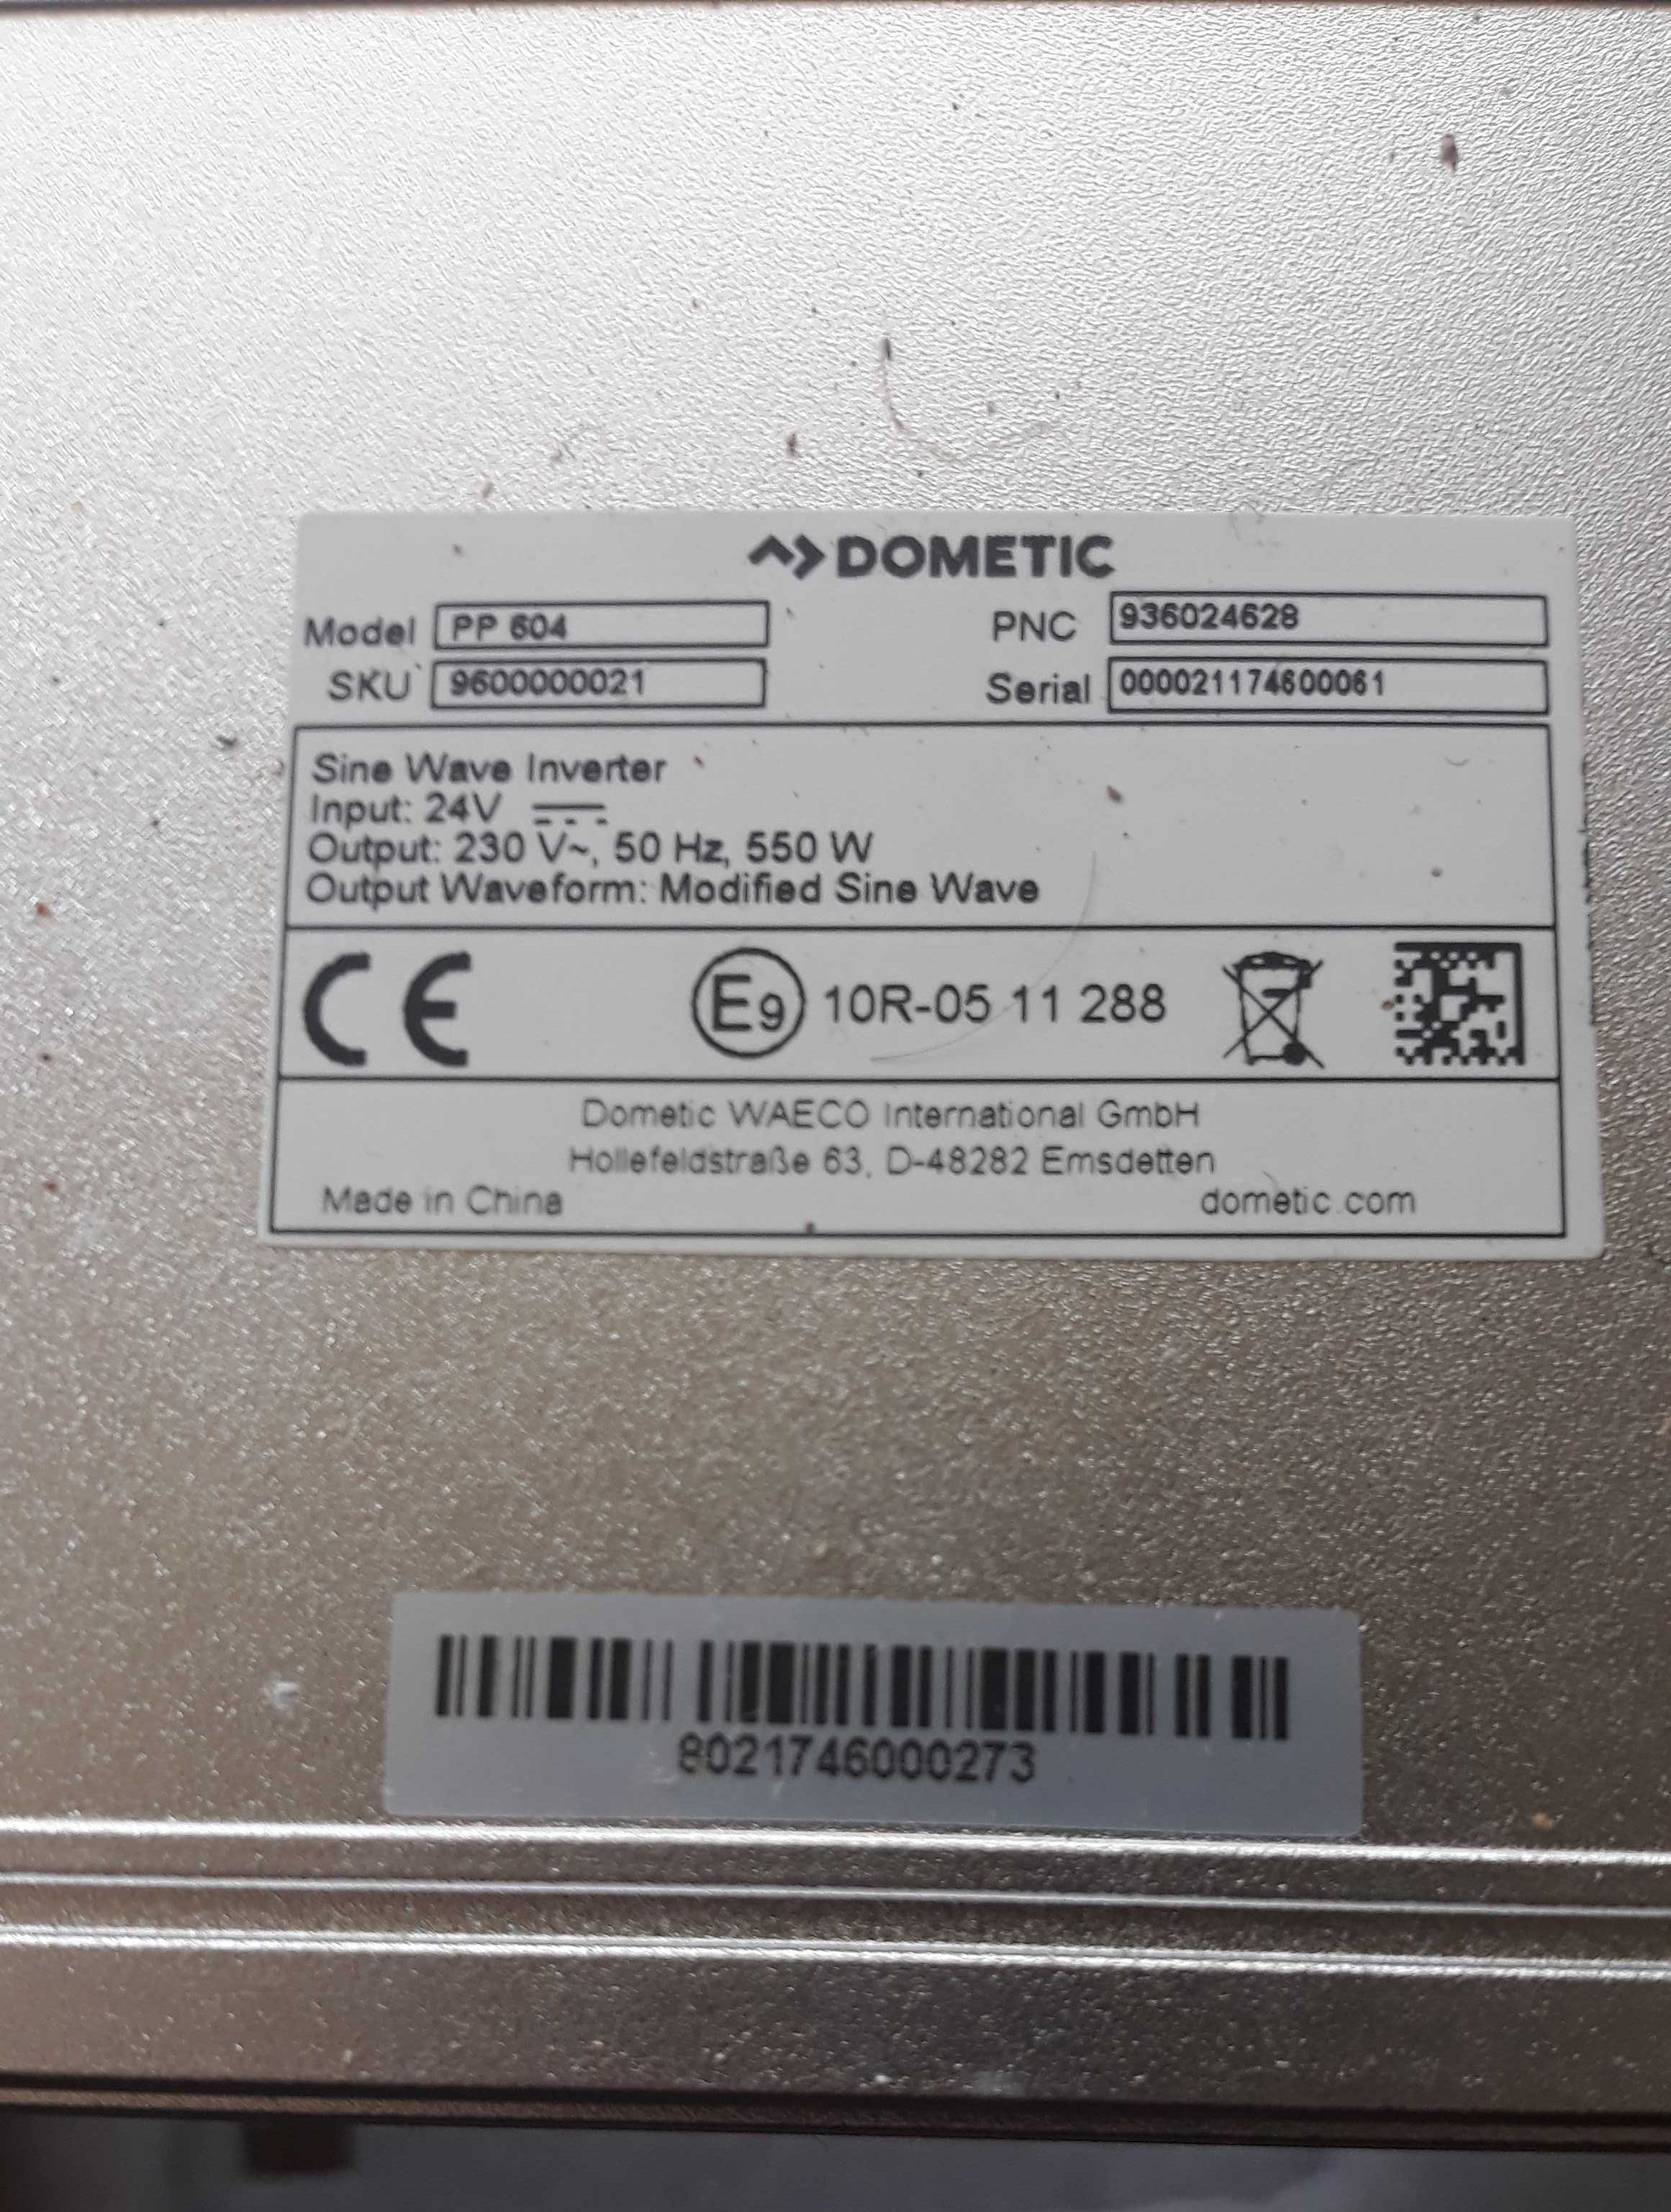 DOMETIC
Model PP 604 PNC 936024628
SKU 9600000021 Serial 000021174600061
Sine Wave Inverter
Input: 24V
Output: 230 V~, 50 Hz, 550 W
Output Waveform: Modified Sine Wave
CE E9 10R-05 11 288
Dometic WAECO International GmbH
Hollefeldstraße 63, D-48282 Emsdetten
Made in China dometic.com
8021746000273